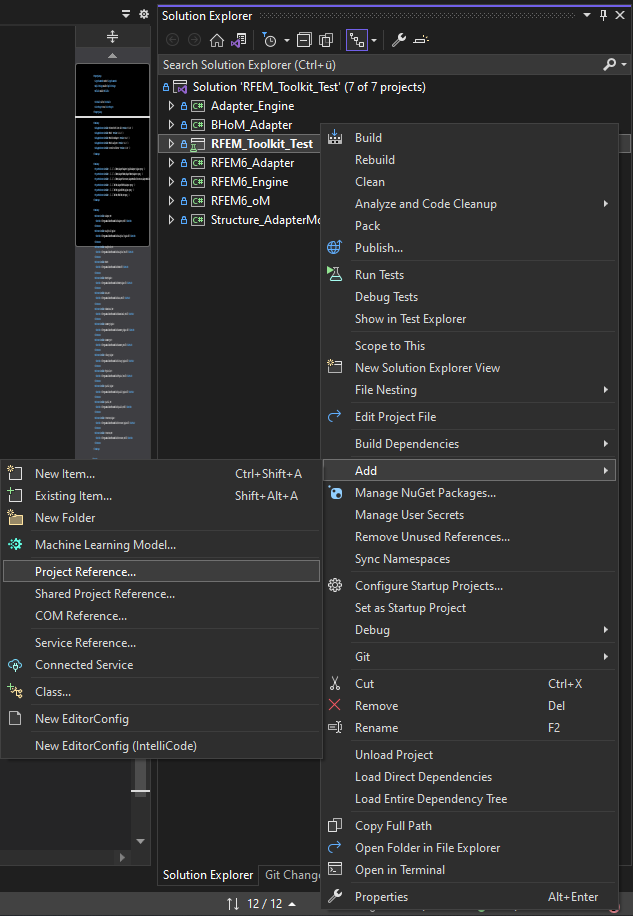 Solution Explorer
Search Solution Explorer (Ctrl+ü)
Solution 'RFEM_Toolkit_Test' (7 of 7 projects)
C# Adapter_Engine
C# BHoM_Adapter
RFEM_Toolkit_Test
C# RFEM6_Adapter
C# RFEM6_Engine
C# RFEM6_oM
C# Structure_AdapterMo
Build
Rebuild
Clean
Analyze and Code Cleanup
Pack
Publish...
Run Tests
Debug Tests
Show in Test Explorer
Scope to This
New Solution Explorer View
File Nesting
Edit Project File
Build Dependencies
Add
Manage NuGet Packages...
Manage User Secrets
Remove Unused References...
Sync Namespaces
Configure Startup Projects...
Set as Startup Project
Debug
Git
Cut Ctrl+X
Remove Del
Rename F2
Unload Project
Load Direct Dependencies
Load Entire Dependency Tree
Copy Full Path
Open Folder in File Explorer
Open in Terminal
Properties Alt+Enter
New Item... Ctrl+Shift+A
Existing Item... Shift+Alt+A
New Folder
Machine Learning Model...
Project Reference...
Shared Project Reference...
COM Reference...
Service Reference...
Connected Service
Class...
New EditorConfig
New EditorConfig (IntelliCode)
Solution Explorer Git Chang
12 / 12